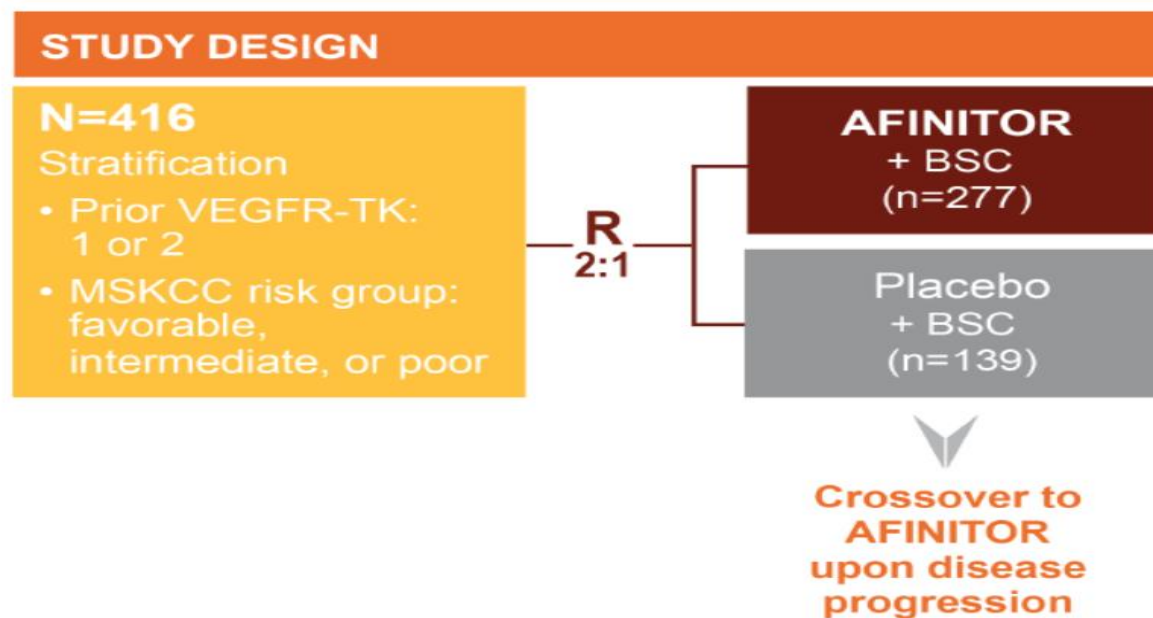 STUDY DESIGN
N=416
Stratification
• Prior VEGFR-TK:
1 or 2
• MSKCC risk group:
favorable,
intermediate, or poor
R
2:1
AFINITOR
+ BSC
(n=277)
Placebo
+ BSC
(n=139)
Crossover to
AFINITOR
upon disease
progression